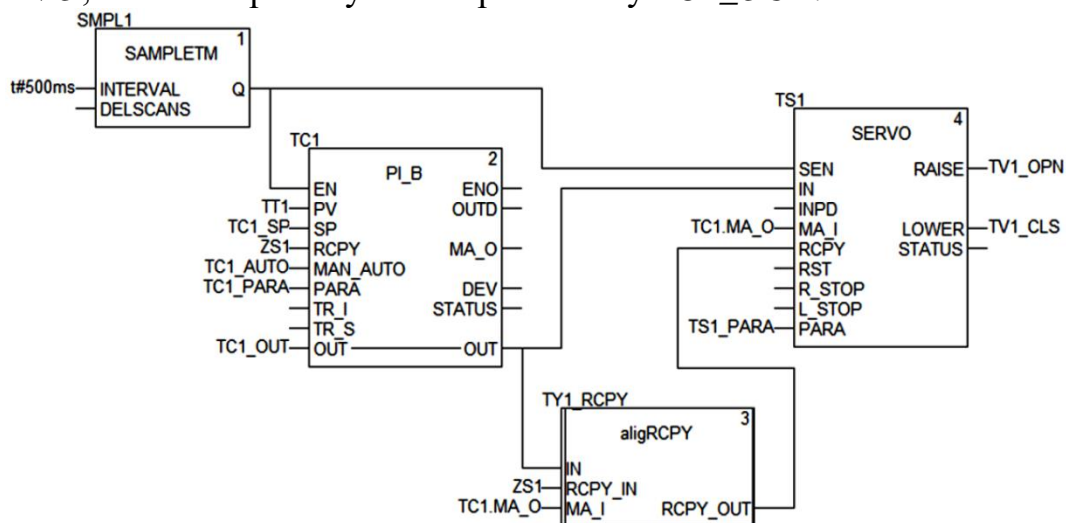 SMPL1
1
SAMPLETM
t#500ms INTERVAL Q
DELSCANS
TC1
2
PI_B
EN ENO
TT1 PV OUTD
TC1_SP SP
ZS1 RCPY MA_O
TC1_AUTO MAN_AUTO
TC1_PARA PARA DEV
TR_I STATUS
TR_S
TC1_OUT OUT OUT
TS1
4
SERVO
SEN RAISE TV1_OPN
IN
INPD
TC1.MA_O MA_I LOWER TV1_CLS
RCPY STATUS
RST
R_STOP
L_STOP
TS1_PARA PARA
TY1_RCPY
3
aligRCPY
IN
ZS1 RCPY_IN
TC1.MA_O MA_I RCPY_OUT